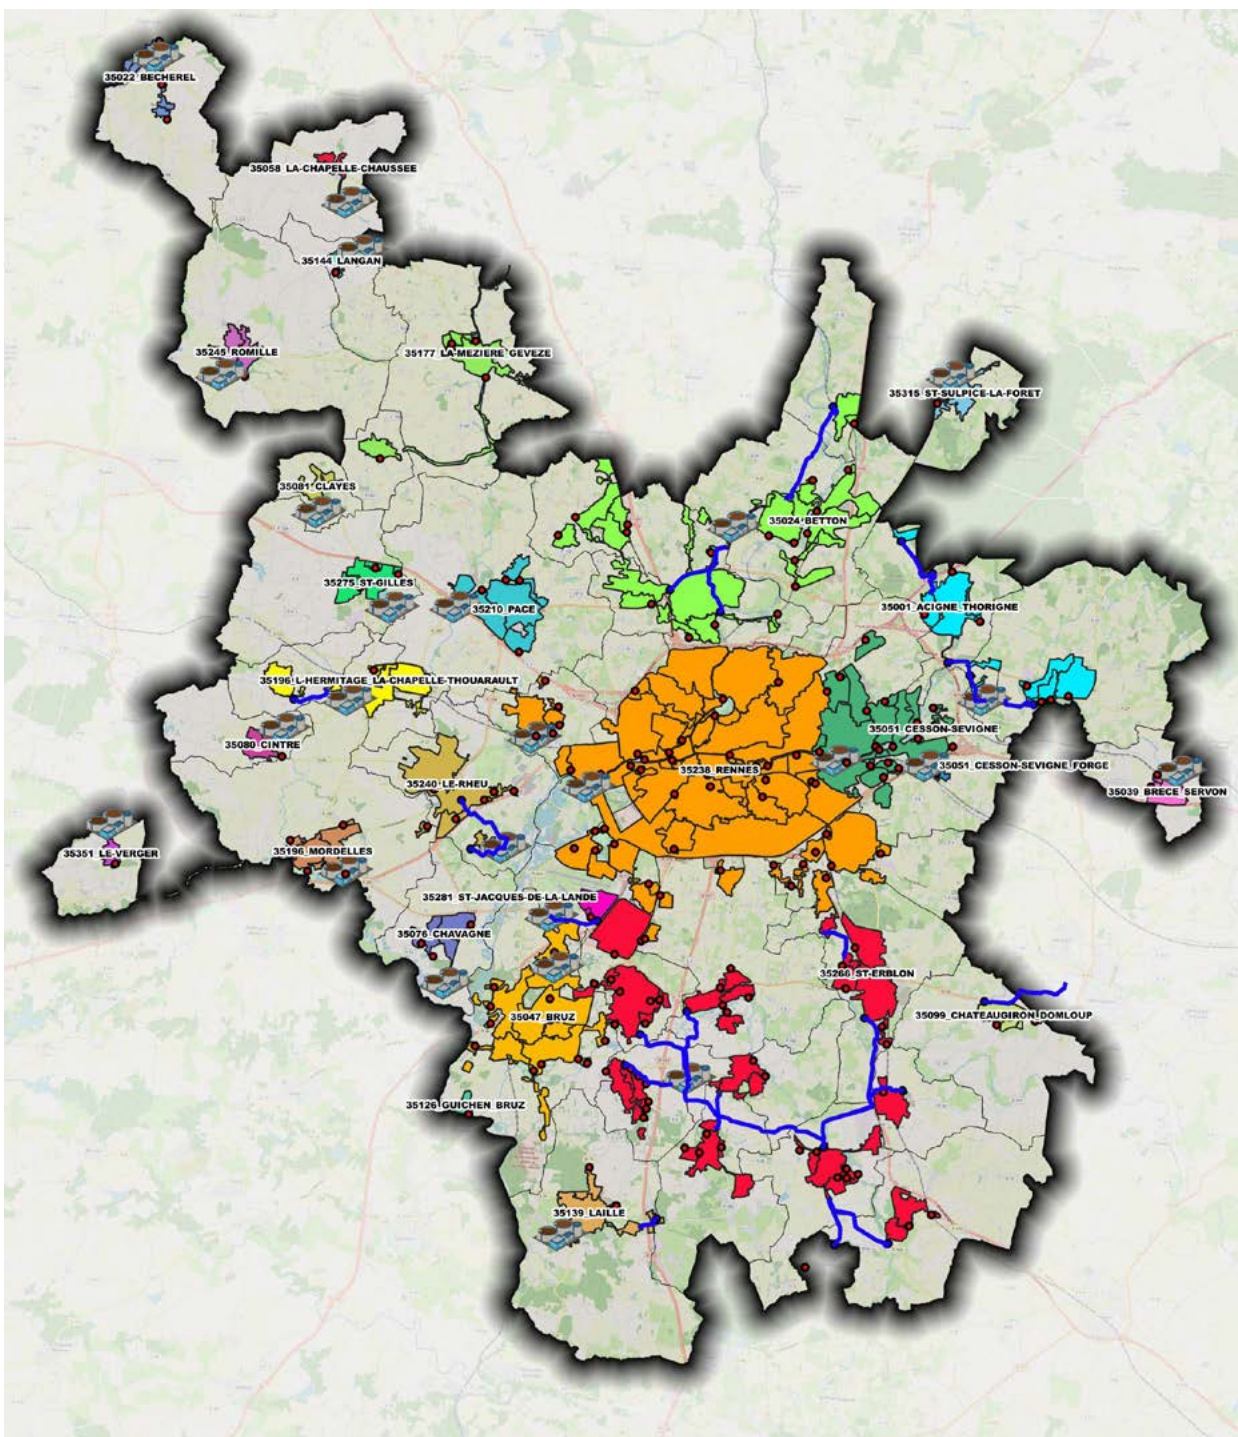 35022 BECHEREL
35058 LA-CHAPELLE-CHAUSSEE
35144 LANGAN
35245 ROMILLE
35177 LA-MEZIERE GEVEZE
35315 ST-SULPICE-LA-FORET
35081 CLAYES
35024 BETTON
35275 ST-GILLES
35210 PACE
35001 ACIGNE THORIGNE
35196 L-HERMITAGE LA-CHAPELLE-THOUARAULT
35080 CINTRE
35051 CESSON-SEVIGNE
35051 CESSON-SEVIGNE FORGE
35238 RENNES
35240 LE-RHEU
35039 BRECE SERVON
35351 LE-VERGER
35196 MORDELLES
35281 ST-JACQUES-DE-LA-LANDE
35076 CHAVAGNE
35266 ST-ERBLON
35047 BRUZ
35099 CHATEAUGIRON DOMLOUP
35126 GUICHEN BRUZ
35139 LAILLE